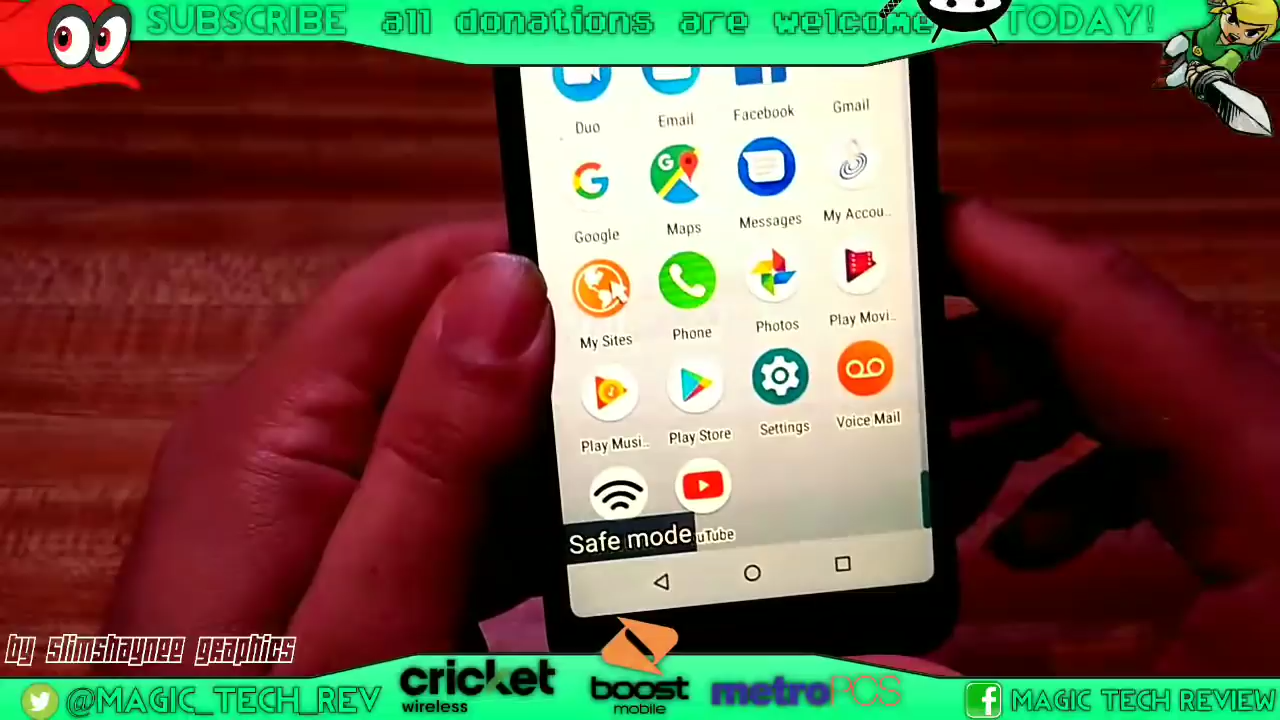 SUBSCRIBE all donations are welcome TODAY!
Duo Email Facebook Gmail
Google Maps Messages My Accou..
My Sites Phone Photos Play Movi..
Play Musi.. Play Store Settings Voice Mail
Safe mode uTube
by slimshaynee graphics
@MAGIC_TECH_REV cricket wireless boost mobile metroPCS f MAGIC TECH REVIEW